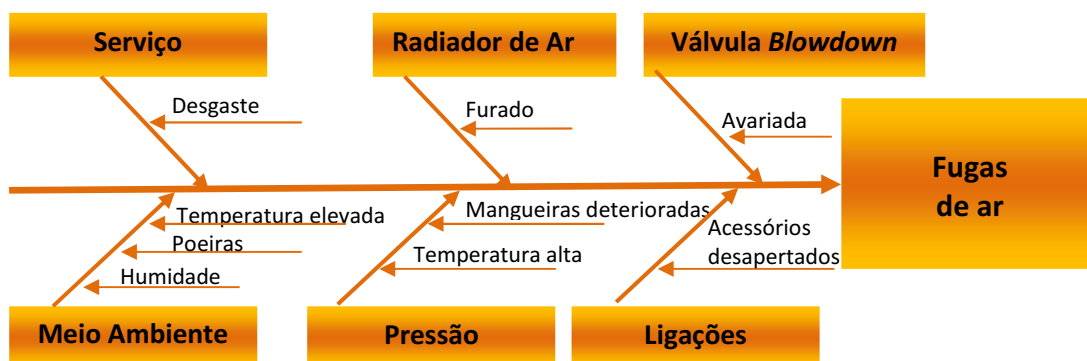 Serviço
Radiador de Ar
Válvula Blowdown
Desgaste
Furado
Avariada
Fugas
de ar
Temperatura elevada
Poeiras
Humidade
Mangueiras deterioradas
Temperatura alta
Acessórios
desapertados
Meio Ambiente
Pressão
Ligações